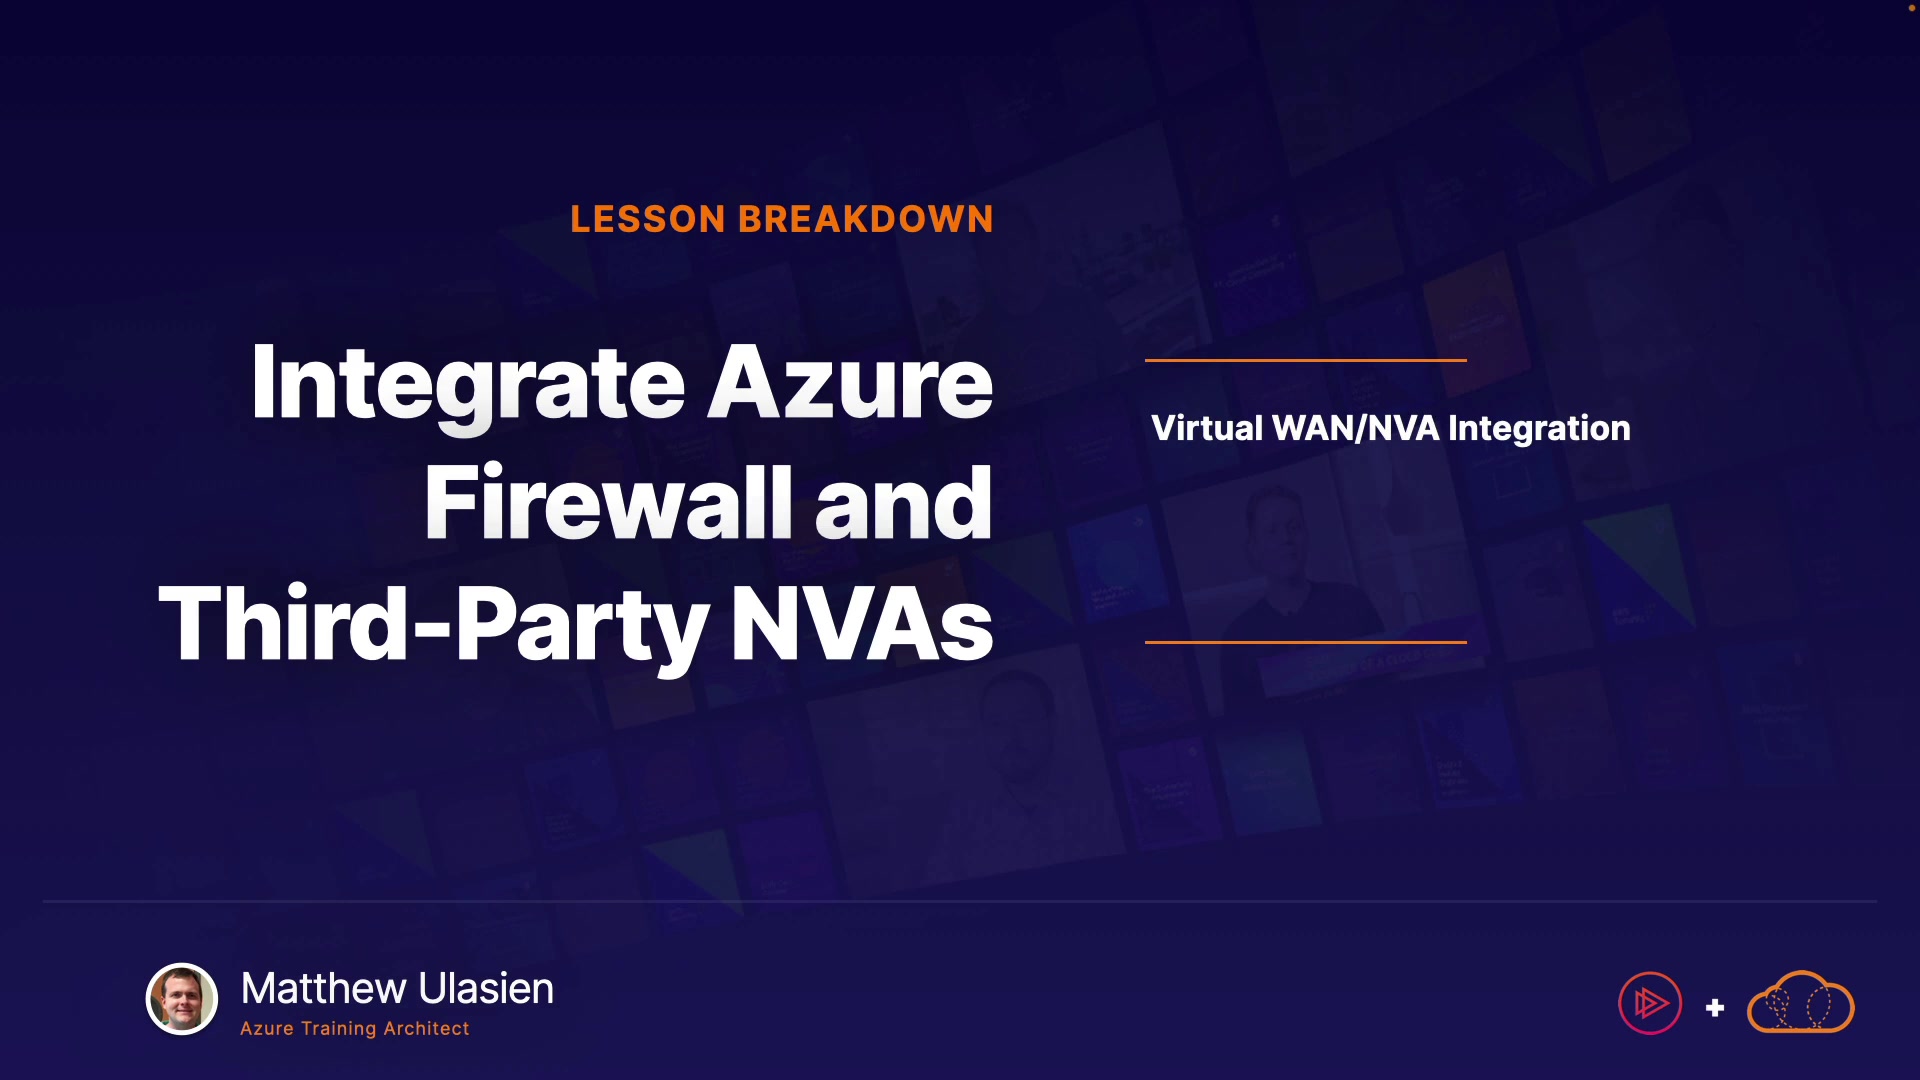 LESSON BREAKDOWN
Integrate Azure
Firewall and
Third-Party NVAs
Virtual WAN/NVA Integration
Matthew Ulasien
Azure Training Architect